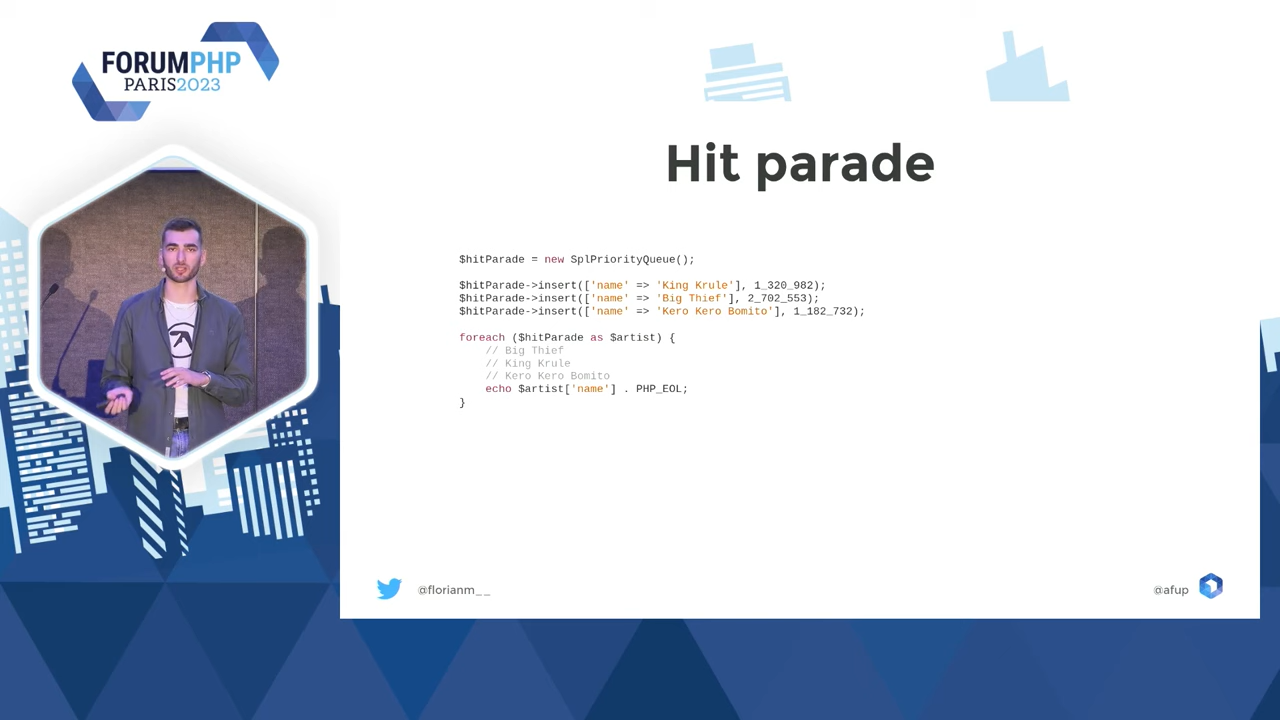 FORUMPHP
PARIS2023
Hit parade
$hitParade = new SplPriorityQueue();
$hitParade->insert(['name' => 'King Krule'], 1_320_982);
$hitParade->insert(['name' => 'Big Thief'], 2_702_553);
$hitParade->insert(['name' => 'Kero Kero Bomito'], 1_182_732);
foreach ($hitParade as $artist) {
    // Big Thief
    // King Krule
    // Kero Kero Bomito
    echo $artist['name'] . PHP_EOL;
}
@florianm__
@afup